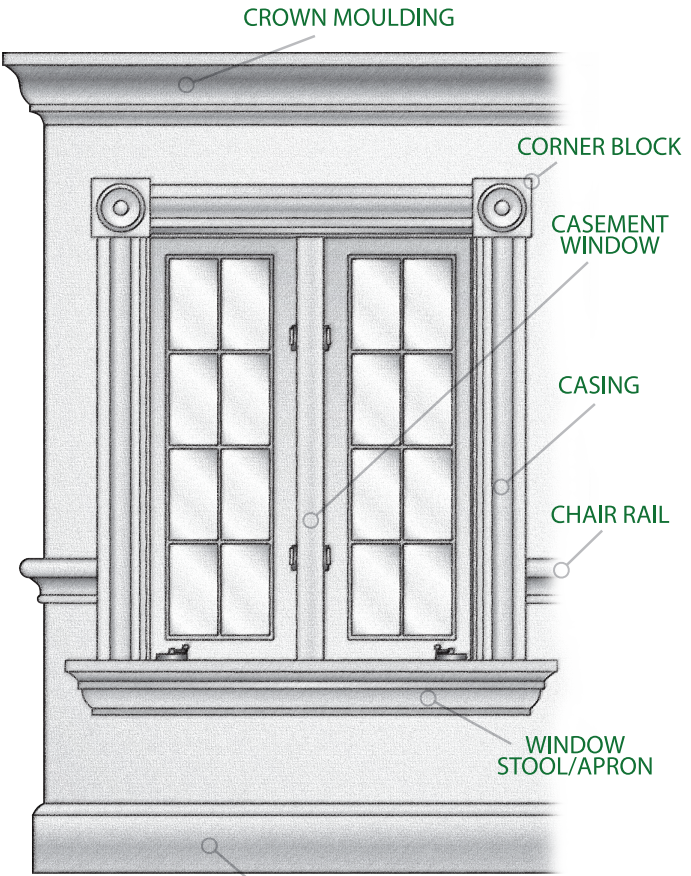 CROWN MOULDING
CORNER BLOCK
CASEMENT
WINDOW
CASING
CHAIR RAIL
WINDOW
STOOL/APRON